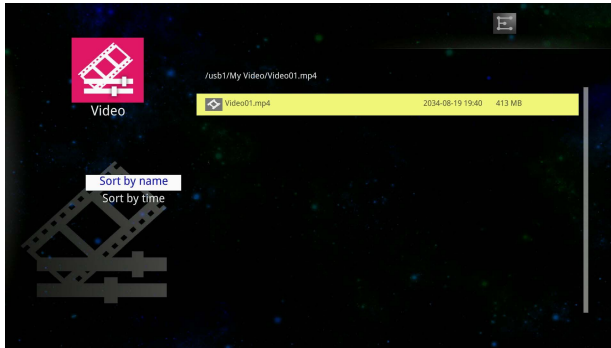 /usb1/My Video/Video01.mp4
Video
Video01.mp4 2034-08-19 19:40 413 MB
Sort by name
Sort by time